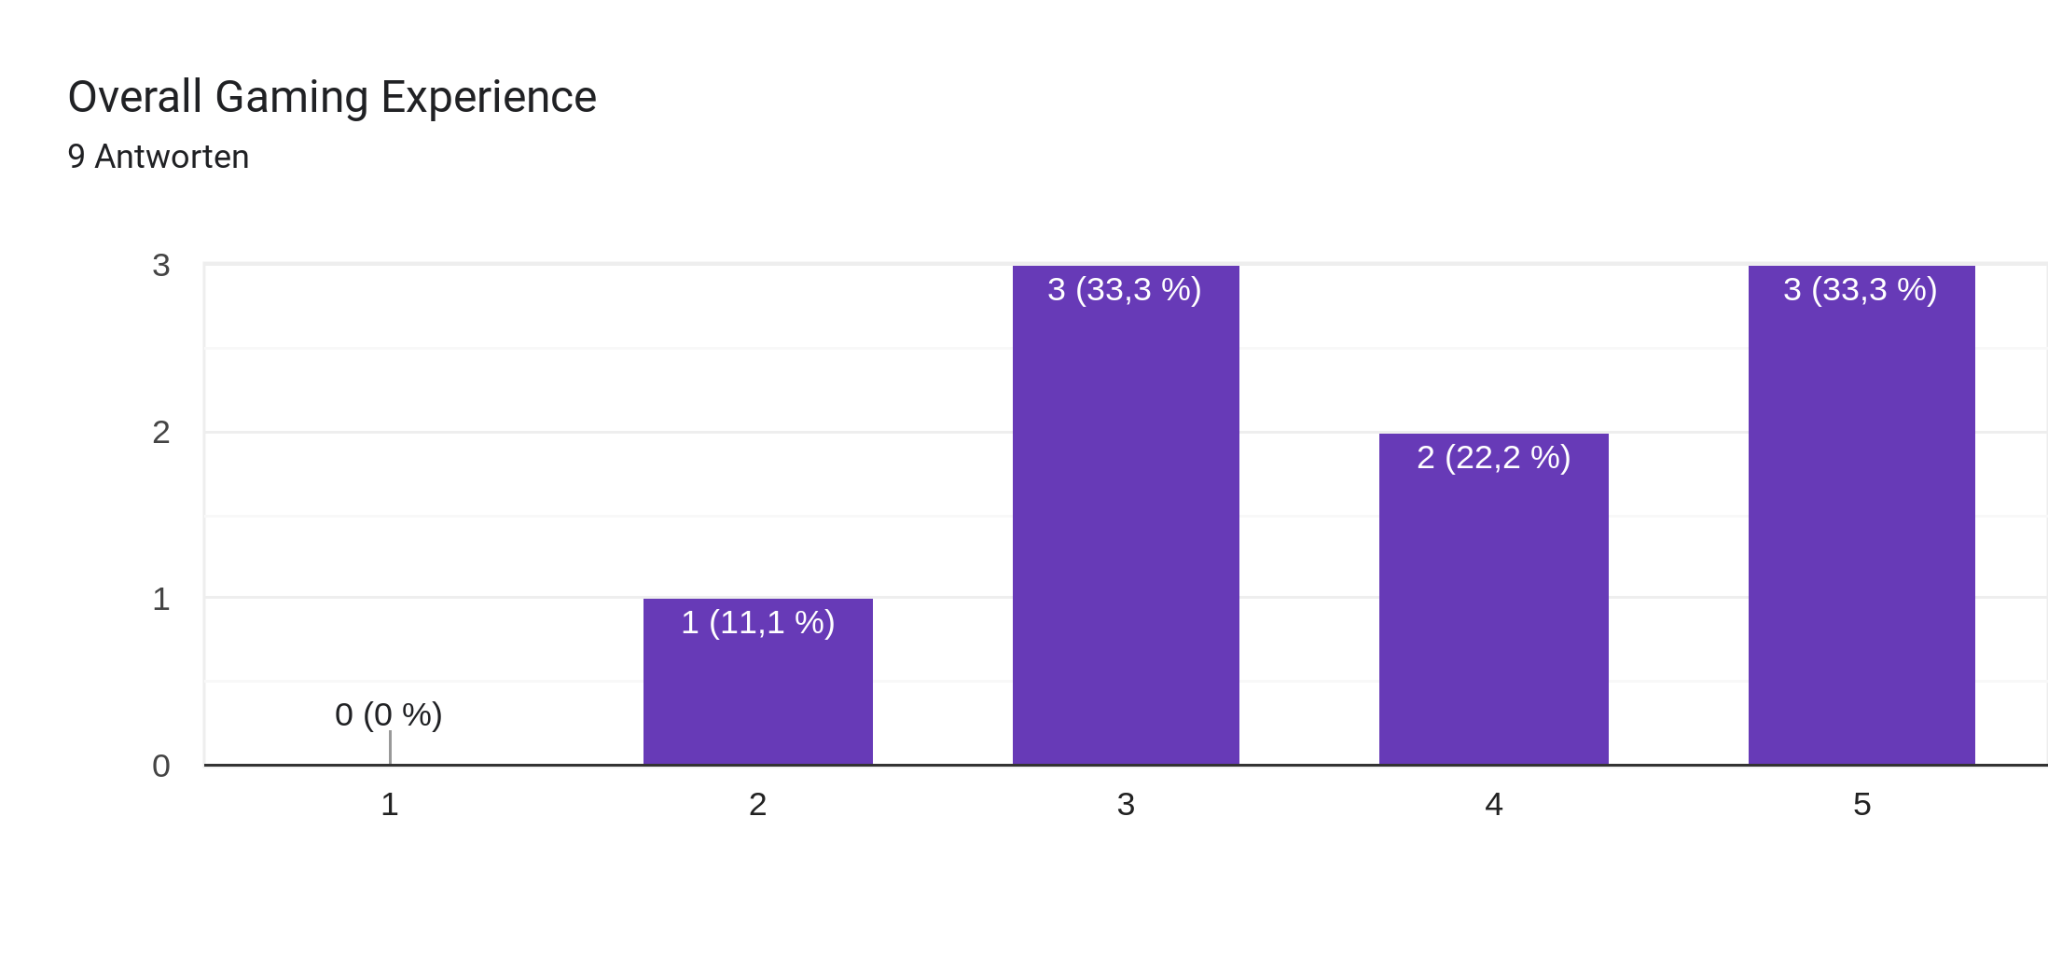 Overall Gaming Experience
9 Antworten
3
3 (33,3 %)
3 (33,3 %)
2
2 (22,2 %)
1
1 (11,1 %)
0 (0 %)
0
1 2 3 4 5